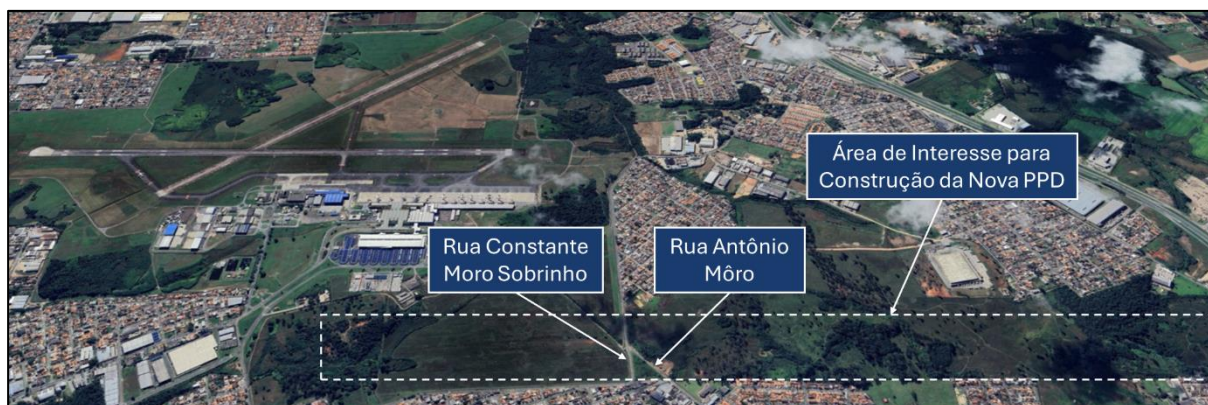 Área de Interesse para
Construção da Nova PPD
Rua Constante
Moro Sobrinho
Rua Antônio
Môro